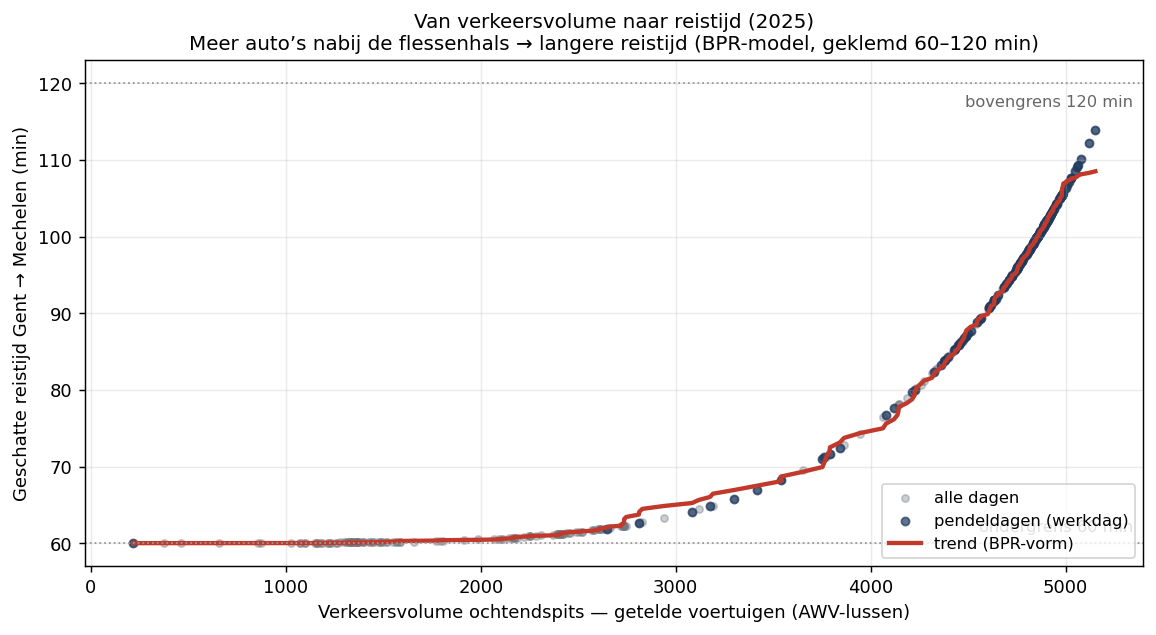 Van verkeersvolume naar reistijd (2025)
Meer auto’s nabij de flessenhals → langere reistijd (BPR-model, geklemd 60–120 min)
Geschatte reistijd Gent → Mechelen (min)
120
110
100
90
80
70
60
bovengrens 120 min
alle dagen
pendeldagen (werkdag)
trend (BPR-vorm)
0
1000
2000
3000
4000
5000
Verkeersvolume ochtendspits — getelde voertuigen (AWV-lussen)